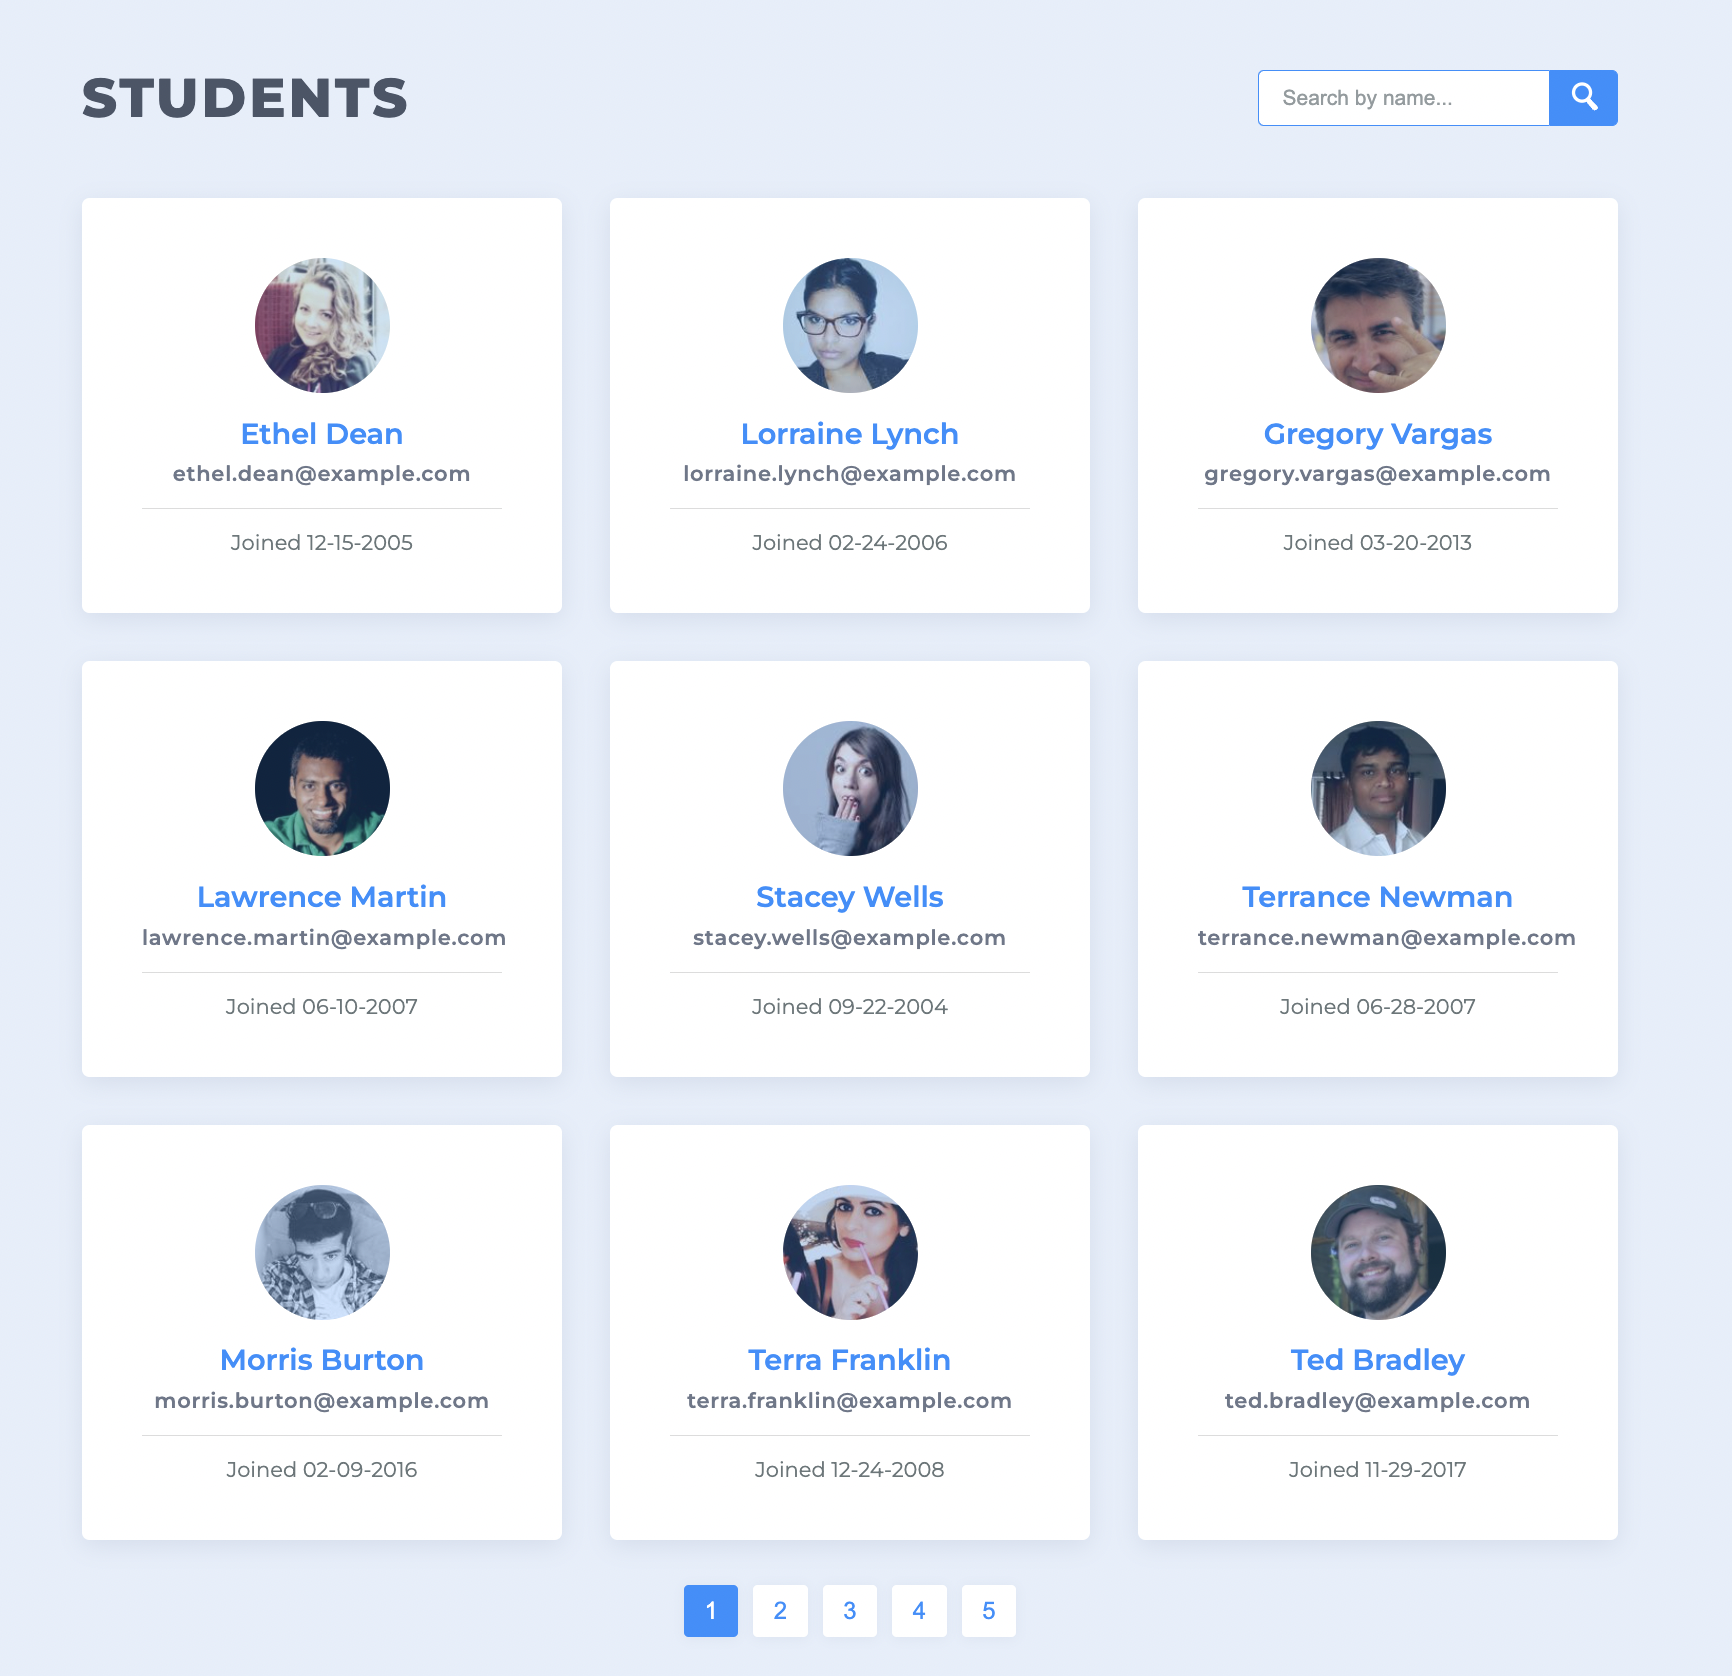 STUDENTS
Search by name...
Ethel Dean
ethel.dean@example.com
Joined 12-15-2005
Lorraine Lynch
lorraine.lynch@example.com
Joined 02-24-2006
Gregory Vargas
gregory.vargas@example.com
Joined 03-20-2013
Lawrence Martin
lawrence.martin@example.com
Joined 06-10-2007
Stacey Wells
stacey.wells@example.com
Joined 09-22-2004
Terrance Newman
terrance.newman@example.com
Joined 06-28-2007
Morris Burton
morris.burton@example.com
Joined 02-09-2016
Terra Franklin
terra.franklin@example.com
Joined 12-24-2008
Ted Bradley
ted.bradley@example.com
Joined 11-29-2017
1 2 3 4 5